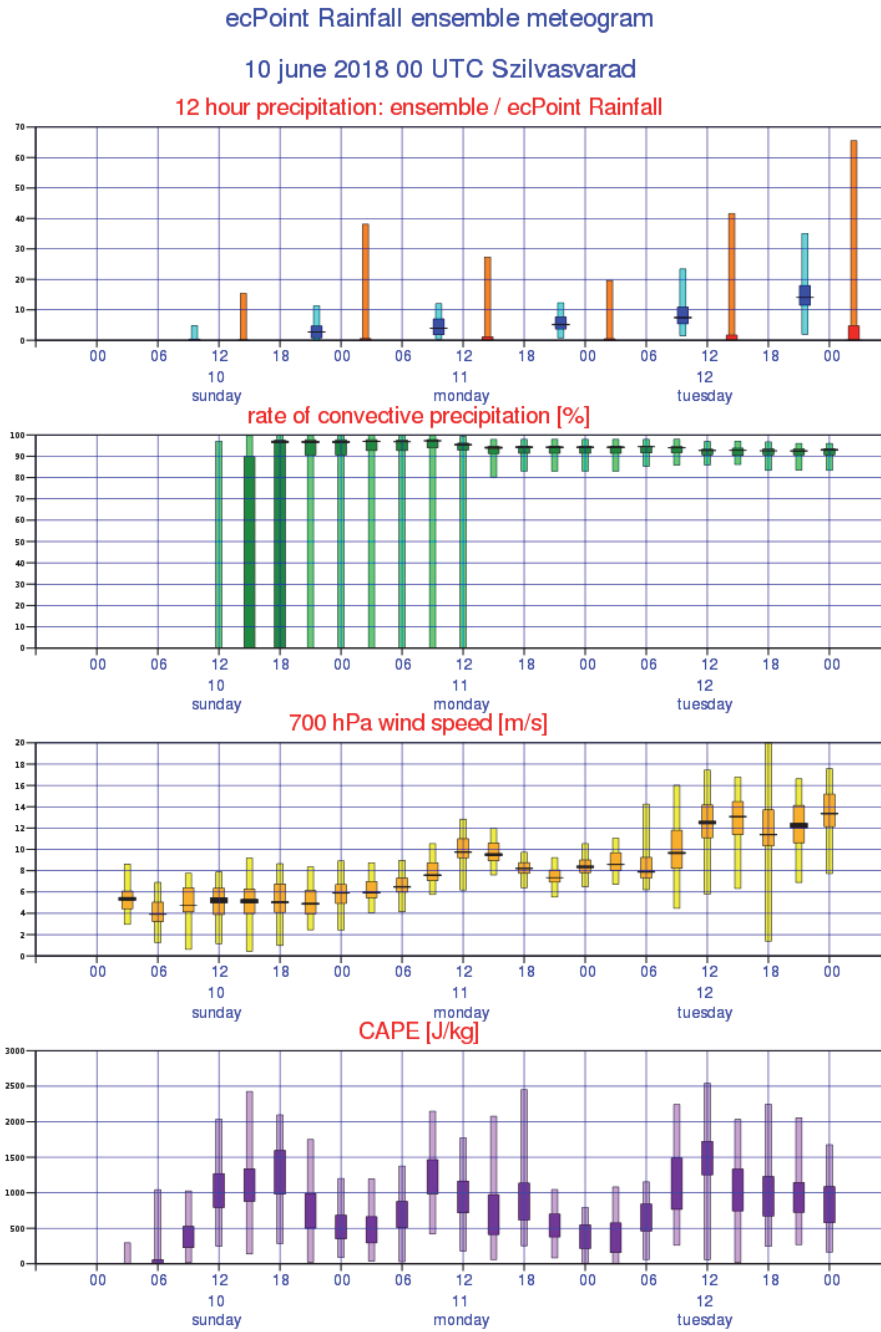 ecPoint Rainfall ensemble meteogram
10 june 2018 00 UTC Szilvasvarad
12 hour precipitation: ensemble / ecPoint Rainfall
70
60
50
40
30
20
10
0
00 06 12 18 00 06 12 18 00 06 12 18 00
10 11 12
sunday monday tuesday
rate of convective precipitation [%]
100
90
80
70
60
50
40
30
20
10
0
00 06 12 18 00 06 12 18 00 06 12 18 00
10 11 12
sunday monday tuesday
700 hPa wind speed [m/s]
20
18
16
14
12
10
8
6
4
2
0
00 06 12 18 00 06 12 18 00 06 12 18 00
10 11 12
sunday monday tuesday
CAPE [J/kg]
3000
2500
2000
1500
1000
500
0
00 06 12 18 00 06 12 18 00 06 12 18 00
10 11 12
sunday monday tuesday